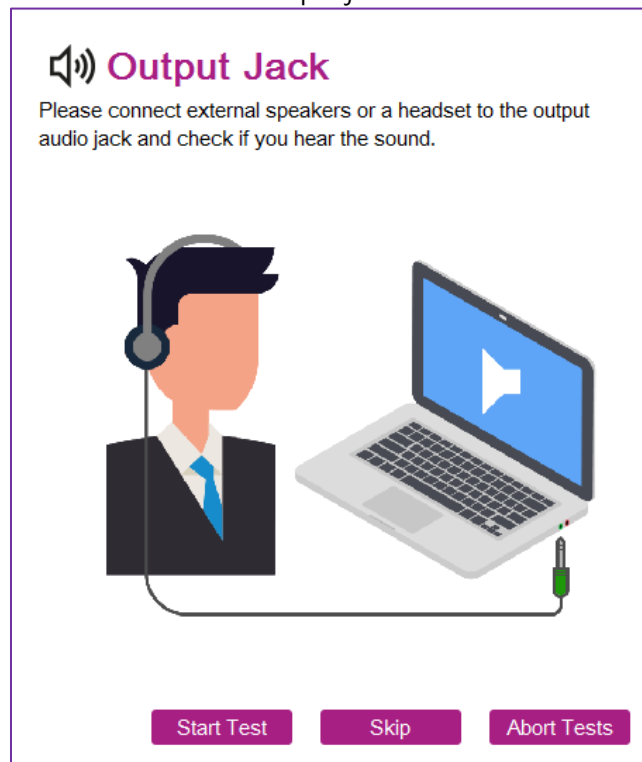 Output Jack
Please connect external speakers or a headset to the output
audio jack and check if you hear the sound.
Start Test Skip Abort Tests